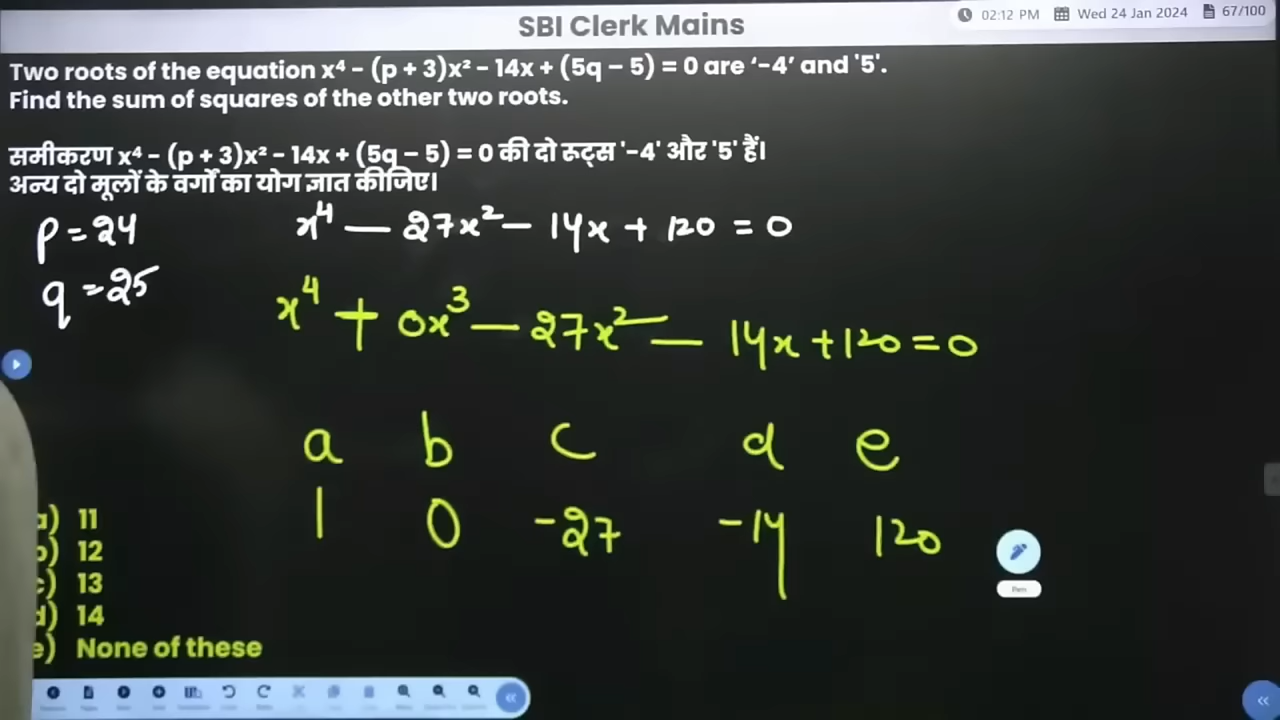 SBI Clerk Mains
02:12 PM Wed 24 Jan 2024 67/100
Two roots of the equation x⁴ – (p + 3)x² – 14x + (5q – 5) = 0 are ‘-4’ and '5'.
Find the sum of squares of the other two roots.
समीकरण x⁴ – (p + 3)x² – 14x + (5q – 5) = 0 की दो रूट्स '-4' और '5' हैं।
अन्य दो मूलों के वर्गों का योग ज्ञात कीजिए।
p = 24
x⁴ – 27x² – 14x + 120 = 0
q = 25
x⁴ + 0x³ – 27x² – 14x + 120 = 0
a b c d e
1 0 -27 -14 120
a) 11
b) 12
c) 13
d) 14
e) None of these
Pen